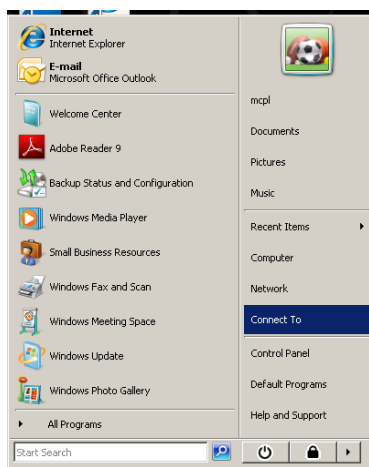 Internet
Internet Explorer
E-mail
Microsoft Office Outlook
Welcome Center
Adobe Reader 9
Backup Status and Configuration
Windows Media Player
Small Business Resources
Windows Fax and Scan
Windows Meeting Space
Windows Update
Windows Photo Gallery
All Programs
Start Search
mcpl
Documents
Pictures
Music
Recent Items
Computer
Network
Connect To
Control Panel
Default Programs
Help and Support